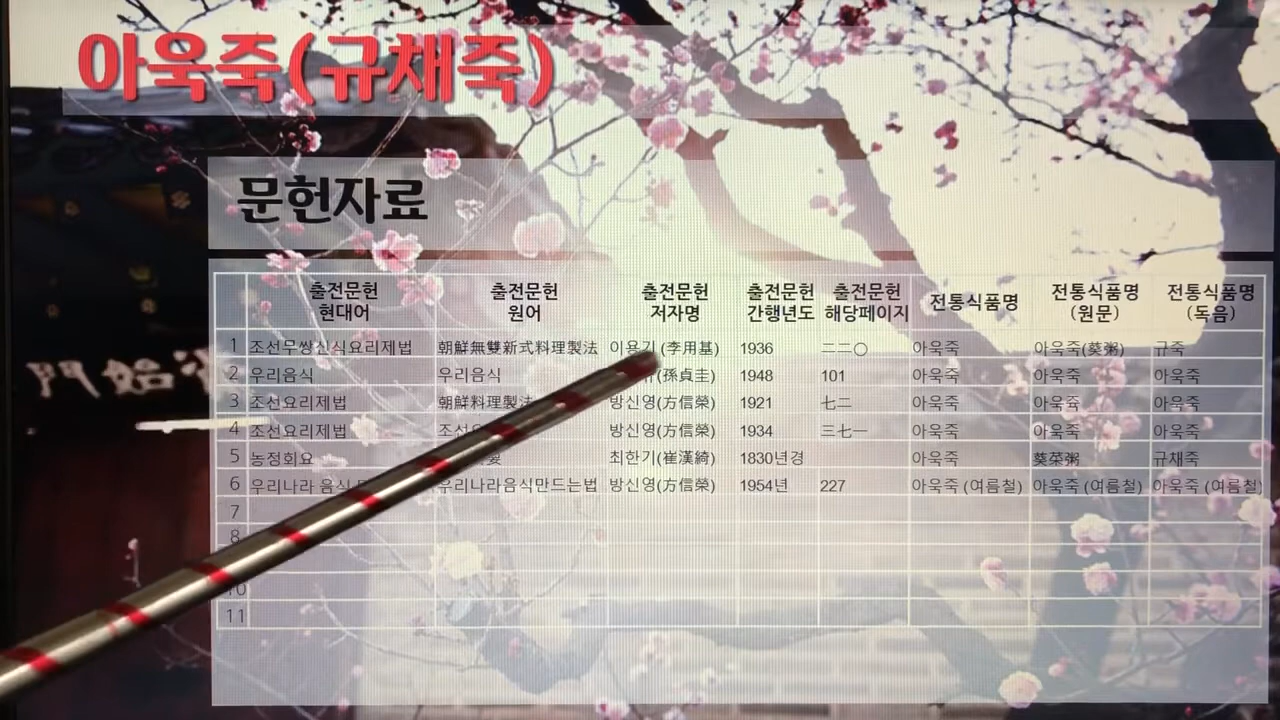 아욱죽(규채죽)
문헌자료
출전문헌 현대어 출전문헌 원어 출전문헌 저자명 출전문헌 간행년도 출전문헌 해당페이지 전통식품명 전통식품명 (원문) 전통식품명 (독음)
1 조선무쌍신식요리제법 朝鮮無雙新式料理製法 이용기 (李用基) 1936 二二〇 아욱죽 아욱죽(葵粥) 규죽
2 우리음식 우리음식 (孫貞圭) 1948 101 아욱죽 아욱죽 아욱죽
3 조선요리제법 朝鮮料理製法 방신영(方信榮) 1921 七二 아욱죽 아욱죽 아욱죽
4 조선요리제법 방신영(方信榮) 1934 三七一 아욱죽 아욱죽 아욱죽
5 농정회요 최한기(崔漢綺) 1830년경 아욱죽 葵菜粥 규채죽
6 우리나라 음식 우리나라음식만드는법 방신영(方信榮) 1954년 227 아욱죽 (여름철) 아욱죽 (여름철) 아욱죽 (여름철)
7
8
10
11